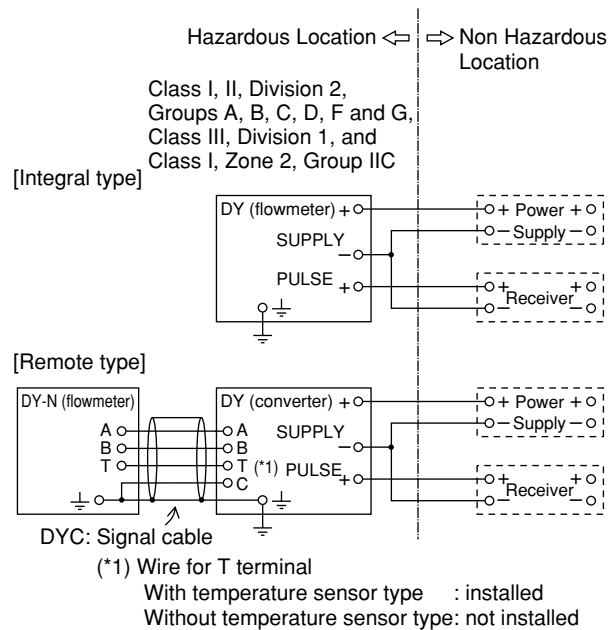 Hazardous Location ⇦ ⇨ Non Hazardous
Location
Class I, II, Division 2,
Groups A, B, C, D, F and G,
Class III, Division 1, and
Class I, Zone 2, Group IIC
[Integral type]
DY (flowmeter) +
SUPPLY
−
PULSE +
+ Power +
− Supply −
+ Receiver +
− −
[Remote type]
DY-N (flowmeter)
A
B
T
DY (converter) +
A
SUPPLY
B
−
T (*1) PULSE +
C
+ Power +
− Supply −
+ Receiver +
− −
DYC: Signal cable
(*1) Wire for T terminal
With temperature sensor type : installed
Without temperature sensor type: not installed